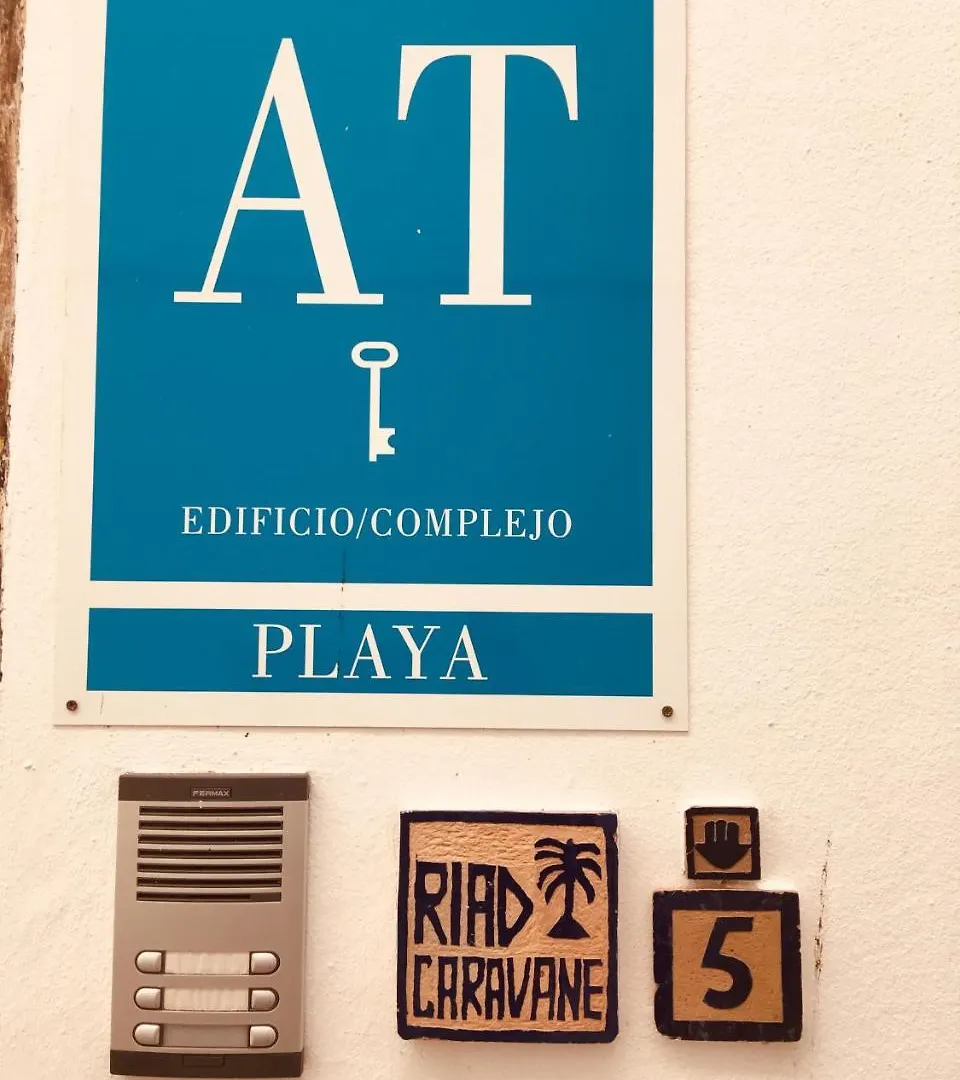 AT
EDIFICIO/COMPLEJO
PLAYA
FERMAX
RIAD
CARAVANE
5